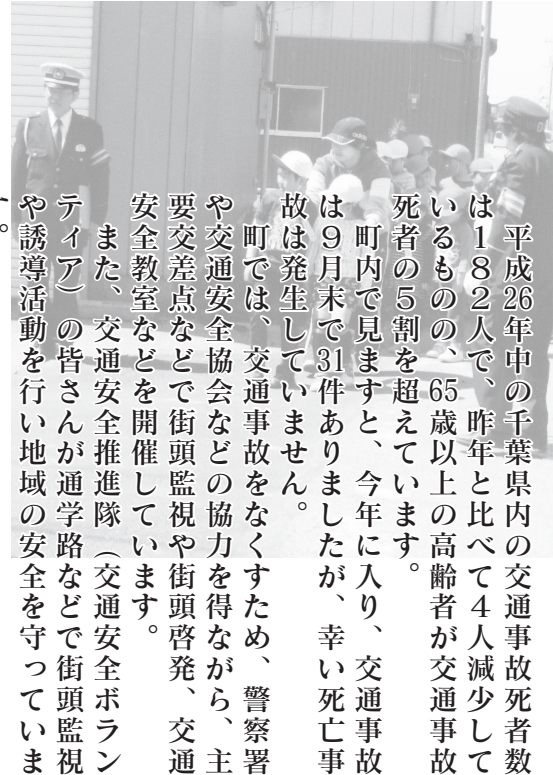 平成26年中の千葉県内の交通事故死者数
は182人で、昨年と比べて4人減少して
いるものの、65歳以上の高齢者が交通事故
死者の5割を超えています。
町内で見ますと、今年に入り、交通事故
は9月末で31件ありましたが、幸い死亡事
故は発生していません。
町では、交通事故をなくすため、警察署
や交通安全協会などの協力を得ながら、主
要交差点などで街頭監視や街頭啓発、交通
安全教室などを開催しています。
また、交通安全推進隊（交通安全ボラン
ティア）の皆さんが通学路などで街頭監視
や誘導活動を行い地域の安全を守っていま
す。